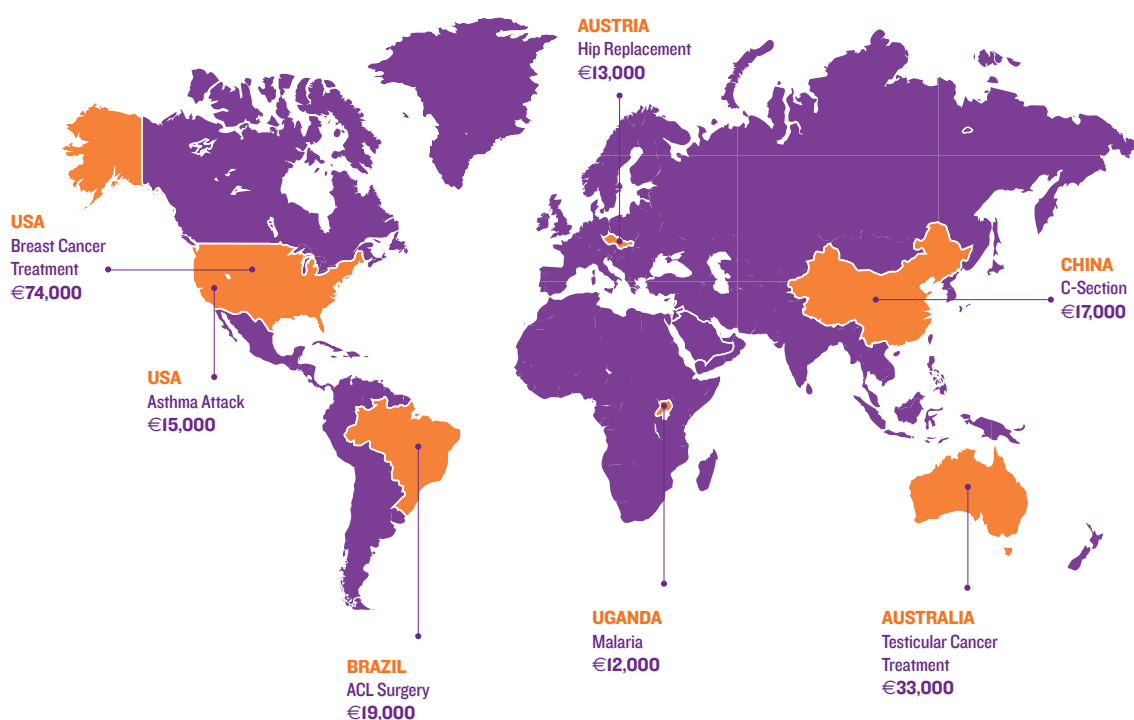 AUSTRIA
Hip Replacement
€13,000
USA
Breast Cancer
Treatment
€74,000
CHINA
C-Section
€17,000
USA
Asthma Attack
€15,000
UGANDA
Malaria
€12,000
AUSTRALIA
Testicular Cancer
Treatment
€33,000
BRAZIL
ACL Surgery
€19,000